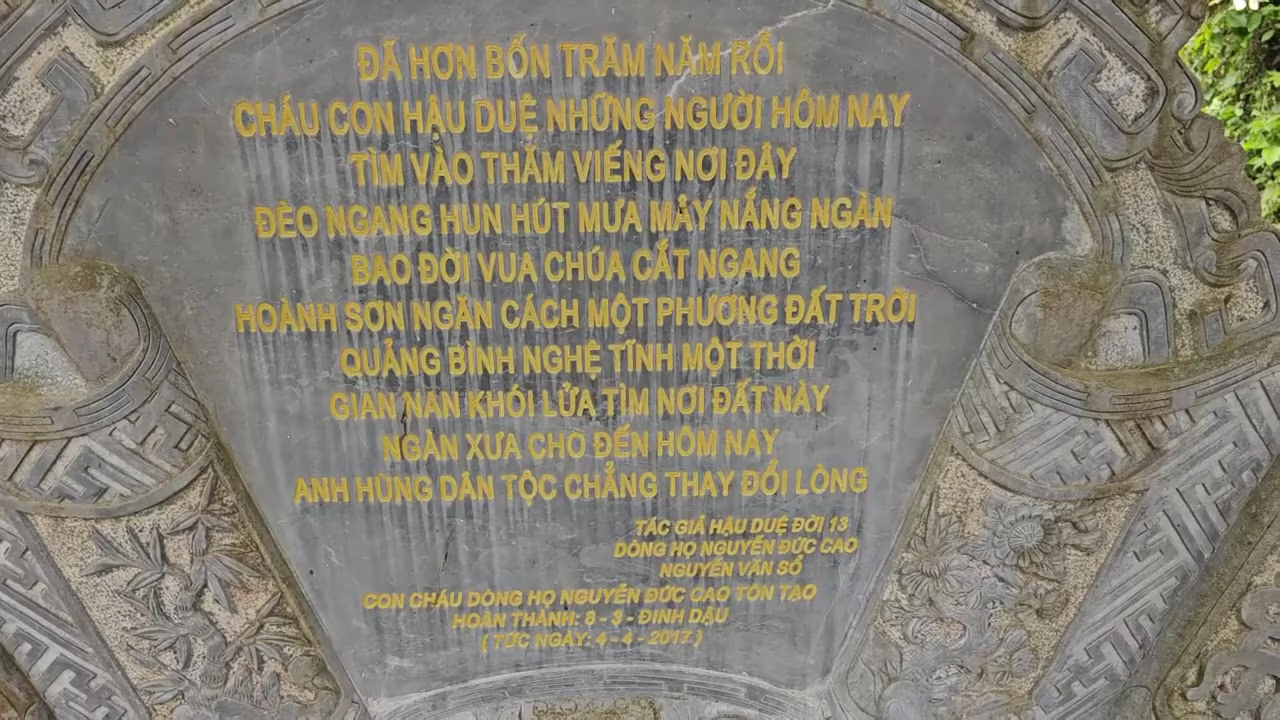 ĐÃ HƠN BỐN TRĂM NĂM RỒI
CHÁU CON HẬU DUỆ NHỮNG NGƯỜI HÔM NAY
TÌM VÀO THĂM VIẾNG NƠI ĐÂY
ĐÈO NGANG HUN HÚT MƯA MÂY NẮNG NGÀN
BAO ĐỜI VUA CHÚA CẮT NGANG
HOÀNH SƠN NGĂN CÁCH MỘT PHƯƠNG ĐẤT TRỜI
QUẢNG BÌNH NGHỆ TĨNH MỘT THỜI
GIAN NAN KHÓI LỬA TÌM NƠI ĐẤT NÀY
NGÀN XƯA CHO ĐẾN HÔM NAY
ANH HÙNG DÂN TỘC CHẲNG THAY ĐỔI LÒNG
TÁC GIẢ HẬU DUỆ ĐỜI 13
DÒNG HỌ NGUYỄN ĐỨC CAO
NGUYỄN VĂN SỔ
CON CHÁU DÒNG HỌ NGUYỄN ĐỨC CAO TÔN TẠO
HOÀN THÀNH: 8 - 3 - ĐINH DẬU
( TỨC NGÀY: 4 - 4 - 2017 )